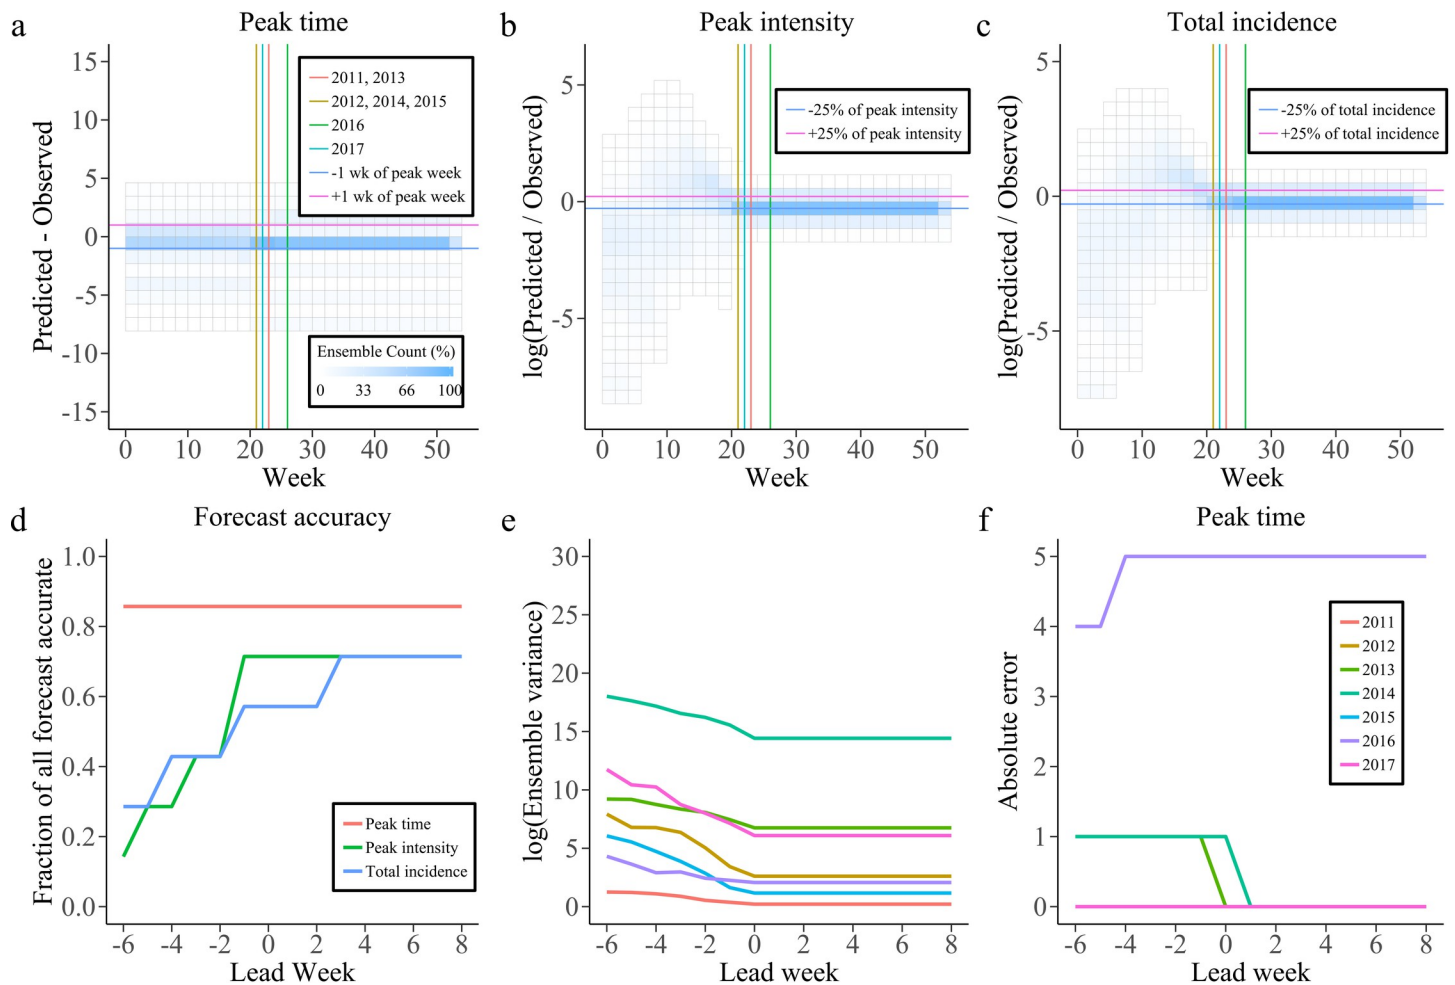 a
Peak time
15
10
5
0
-5
-10
-15
Predicted - Observed
2011, 2013
2012, 2014, 2015
2016
2017
-1 wk of peak week
+1 wk of peak week
Ensemble Count (%)
0 33 66 100
0 10 20 30 40 50
Week
b
Peak intensity
5
0
-5
log(Predicted / Observed)
-25% of peak intensity
+25% of peak intensity
0 10 20 30 40 50
Week
c
Total incidence
5
0
-5
log(Predicted / Observed)
-25% of total incidence
+25% of total incidence
0 10 20 30 40 50
Week
d
Forecast accuracy
1.0
0.8
0.6
0.4
0.2
0.0
Fraction of all forecast accurate
Peak time
Peak intensity
Total incidence
-6 -4 -2 0 2 4 6 8
Lead Week
e
30
25
20
15
10
5
0
log(Ensemble variance)
-6 -4 -2 0 2 4 6 8
Lead week
f
Peak time
5
4
3
2
1
0
Absolute error
2011
2012
2013
2014
2015
2016
2017
-6 -4 -2 0 2 4 6 8
Lead week